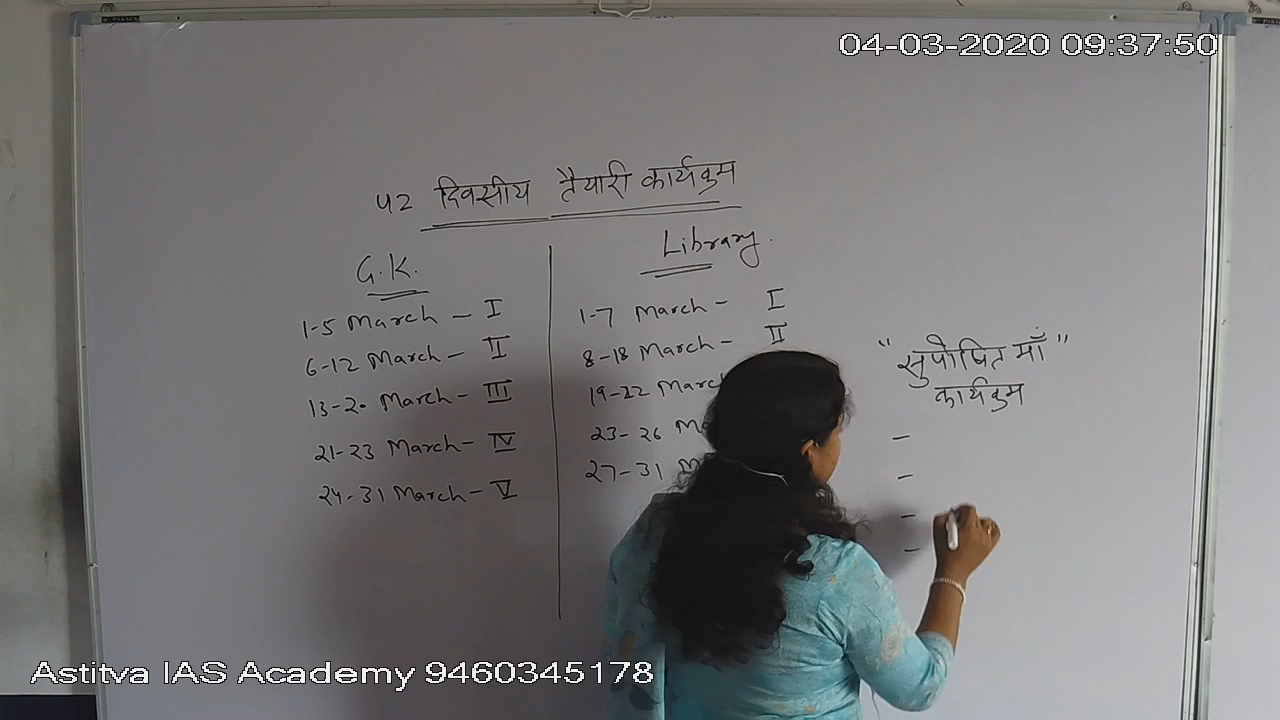 04-03-2020 09:37:50
42 दिवसीय तैयारी कार्यक्रम
G.K.
1-5 March - I
6-12 March - II
13-20 March - III
21-23 March - IV
24-31 March - V
Library.
1-7 March - I
8-18 March - II
19-22 March
23-26 Ma
27-31 M
"सुपोषित माँ"
कार्यक्रम
-
-
-
-
Astitva IAS Academy 9460345178